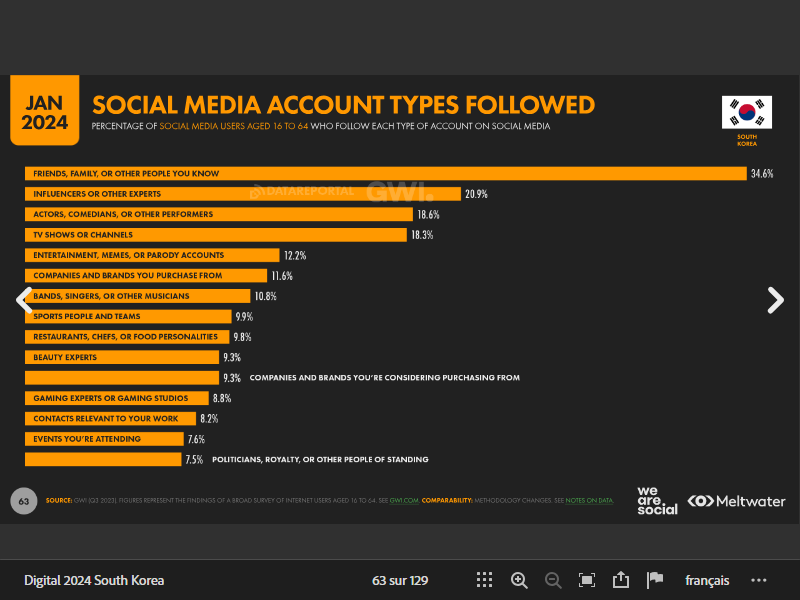 JAN
2024
SOCIAL MEDIA ACCOUNT TYPES FOLLOWED
PERCENTAGE OF SOCIAL MEDIA USERS AGED 16 TO 64 WHO FOLLOW EACH TYPE OF ACCOUNT ON SOCIAL MEDIA
SOUTH
KOREA
FRIENDS, FAMILY, OR OTHER PEOPLE YOU KNOW 34.6%
DATAREPORTAL GWI.
INFLUENCERS OR OTHER EXPERTS 20.9%
ACTORS, COMEDIANS, OR OTHER PERFORMERS 18.6%
TV SHOWS OR CHANNELS 18.3%
ENTERTAINMENT, MEMES, OR PARODY ACCOUNTS 12.2%
COMPANIES AND BRANDS YOU PURCHASE FROM 11.6%
BANDS, SINGERS, OR OTHER MUSICIANS 10.8%
SPORTS PEOPLE AND TEAMS 9.9%
RESTAURANTS, CHEFS, OR FOOD PERSONALITIES 9.8%
BEAUTY EXPERTS 9.3%
9.3% COMPANIES AND BRANDS YOU'RE CONSIDERING PURCHASING FROM
GAMING EXPERTS OR GAMING STUDIOS 8.8%
CONTACTS RELEVANT TO YOUR WORK 8.2%
EVENTS YOU'RE ATTENDING 7.6%
7.5% POLITICIANS, ROYALTY, OR OTHER PEOPLE OF STANDING
63 SOURCE: GWI (Q3 2023). FIGURES REPRESENT THE FINDINGS OF A BROAD SURVEY OF INTERNET USERS AGED 16 TO 64. SEE GWI.COM. COMPARABILITY: METHODOLOGY CHANGES. SEE NOTES ON DATA.
we
are
social
Meltwater
Digital 2024 South Korea
63 sur 129
français